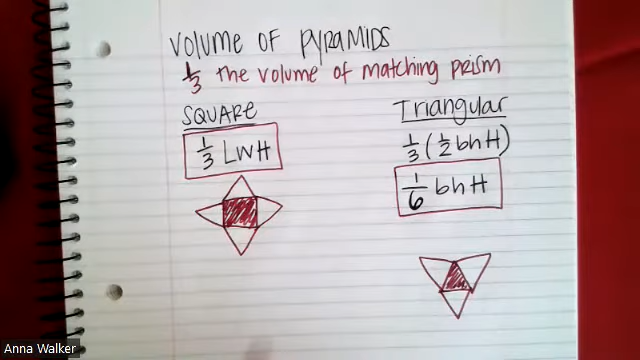 VOLUME OF PYRAMIDS
1/3 the volume of matching prism
SQUARE
1/3 LWH
Triangular
1/3 (1/2 bhH)
1/6 bhH
Anna Walker